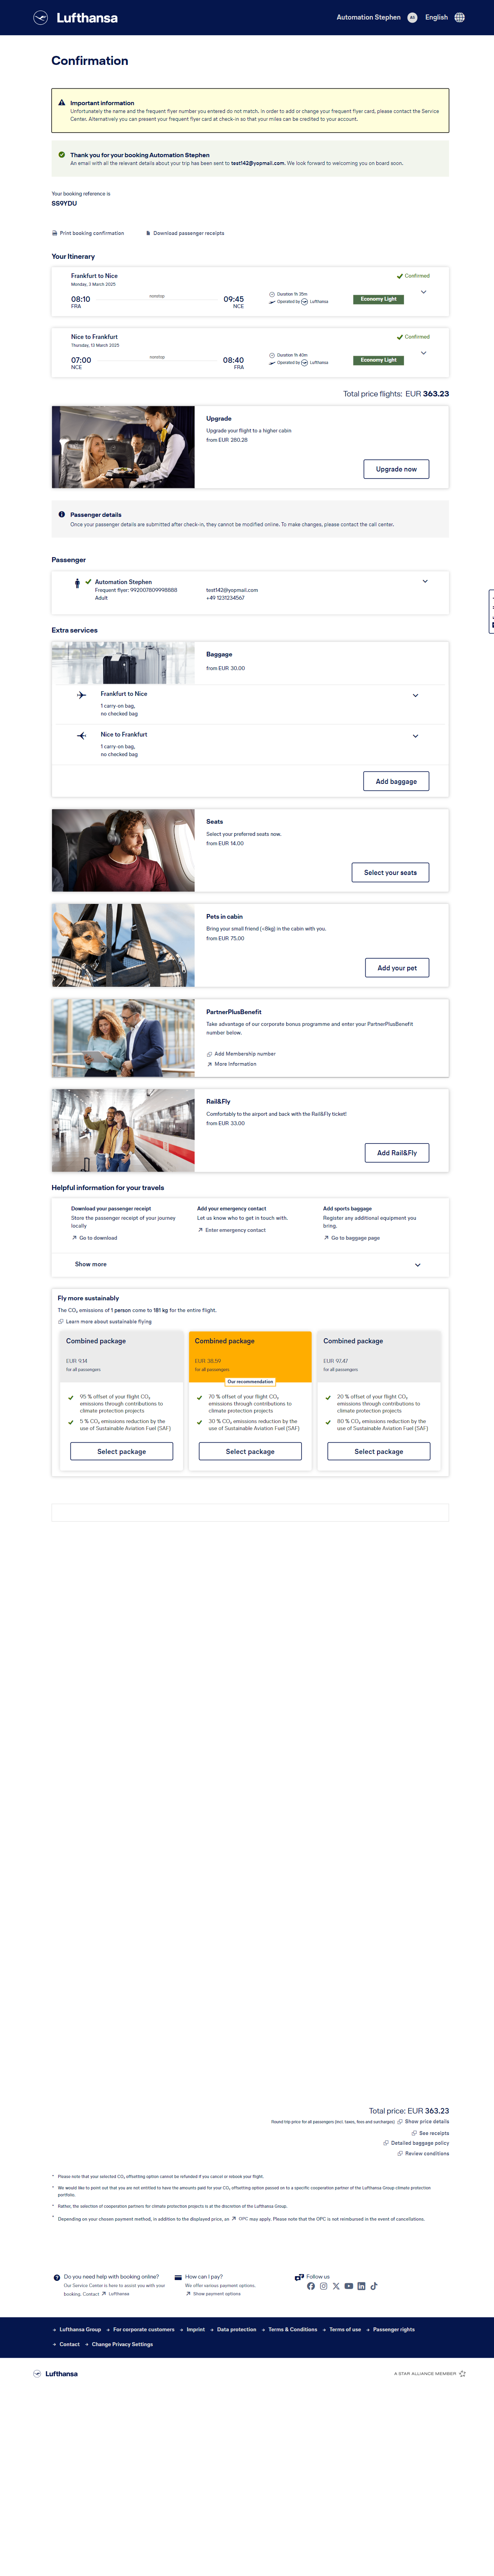 Lufthansa
Automation Stephen AS English
Confirmation
Important information
Unfortunately the name and the frequent flyer number you entered do not match. In order to add or change your frequent flyer card, please contact the Service
Center. Alternatively you can present your frequent flyer card at check-in so that your miles can be credited to your account.
Thank you for your booking Automation Stephen
An email with all the relevant details about your trip has been sent to test142@yopmail.com. We look forward to welcoming you on board soon.
Your booking reference is
SS9YDU
Print booking confirmation Download passenger receipts
Your Itinerary
Frankfurt to Nice Confirmed
Monday, 3 March 2025
08:10 nonstop 09:45
FRA NCE
Duration 1h 35m
Operated by Lufthansa
Economy Light
Nice to Frankfurt Confirmed
Thursday, 13 March 2025
07:00 nonstop 08:40
NCE FRA
Duration 1h 40m
Operated by Lufthansa
Economy Light
Total price flights: EUR 363.23
Upgrade
Upgrade your flight to a higher cabin
from EUR 280.28
Upgrade now
Passenger details
Once your passenger details are submitted after check-in, they cannot be modified online. To make changes, please contact the call center.
Passenger
Automation Stephen
Frequent flyer: 992007809998888 test142@yopmail.com
Adult +49 1231234567
Extra services
Baggage
from EUR 30.00
Frankfurt to Nice
1 carry-on bag,
no checked bag
Nice to Frankfurt
1 carry-on bag,
no checked bag
Add baggage
Seats
Select your preferred seats now.
from EUR 14.00
Select your seats
Pets in cabin
Bring your small friend (<8kg) in the cabin with you.
from EUR 75.00
Add your pet
PartnerPlusBenefit
Take advantage of our corporate bonus programme and enter your PartnerPlusBenefit
number below.
Add Membership number
More Information
Rail&Fly
Comfortably to the airport and back with the Rail&Fly ticket!
from EUR 33.00
Add Rail&Fly
Helpful information for your travels
Download your passenger receipt
Store the passenger receipt of your journey
locally
Go to download
Add your emergency contact
Let us know who to get in touch with.
Enter emergency contact
Add sports baggage
Register any additional equipment you
bring.
Go to baggage page
Show more
Fly more sustainably
The CO₂ emissions of 1 person come to 181 kg for the entire flight.
Learn more about sustainable flying
Combined package
EUR 9.14
for all passengers
95 % offset of your flight CO₂
emissions through contributions to
climate protection projects
5 % CO₂ emissions reduction by the
use of Sustainable Aviation Fuel (SAF)
Select package
Combined package
EUR 38.59
for all passengers
Our recommendation
70 % offset of your flight CO₂
emissions through contributions to
climate protection projects
30 % CO₂ emissions reduction by the
use of Sustainable Aviation Fuel (SAF)
Select package
Combined package
EUR 97.47
for all passengers
20 % offset of your flight CO₂
emissions through contributions to
climate protection projects
80 % CO₂ emissions reduction by the
use of Sustainable Aviation Fuel (SAF)
Select package
Total price: EUR 363.23
Round trip price for all passengers (incl. taxes, fees and surcharges) Show price details
See receipts
Detailed baggage policy
Review conditions
* Please note that your selected CO₂ offsetting option cannot be refunded if you cancel or rebook your flight.
* We would like to point out that you are not entitled to have the amounts paid for your CO₂ offsetting option passed on to a specific cooperation partner of the Lufthansa Group climate protection
portfolio.
* Rather, the selection of cooperation partners for climate protection projects is at the discretion of the Lufthansa Group.
* Depending on your chosen payment method, in addition to the displayed price, an OPC may apply. Please note that the OPC is not reimbursed in the event of cancellations.
Do you need help with booking online?
Our Service Center is here to assist you with your
booking. Contact Lufthansa
How can I pay?
We offer various payment options.
Show payment options
Follow us
Lufthansa Group For corporate customers Imprint Data protection Terms & Conditions Terms of use Passenger rights
Contact Change Privacy Settings
Lufthansa
A STAR ALLIANCE MEMBER